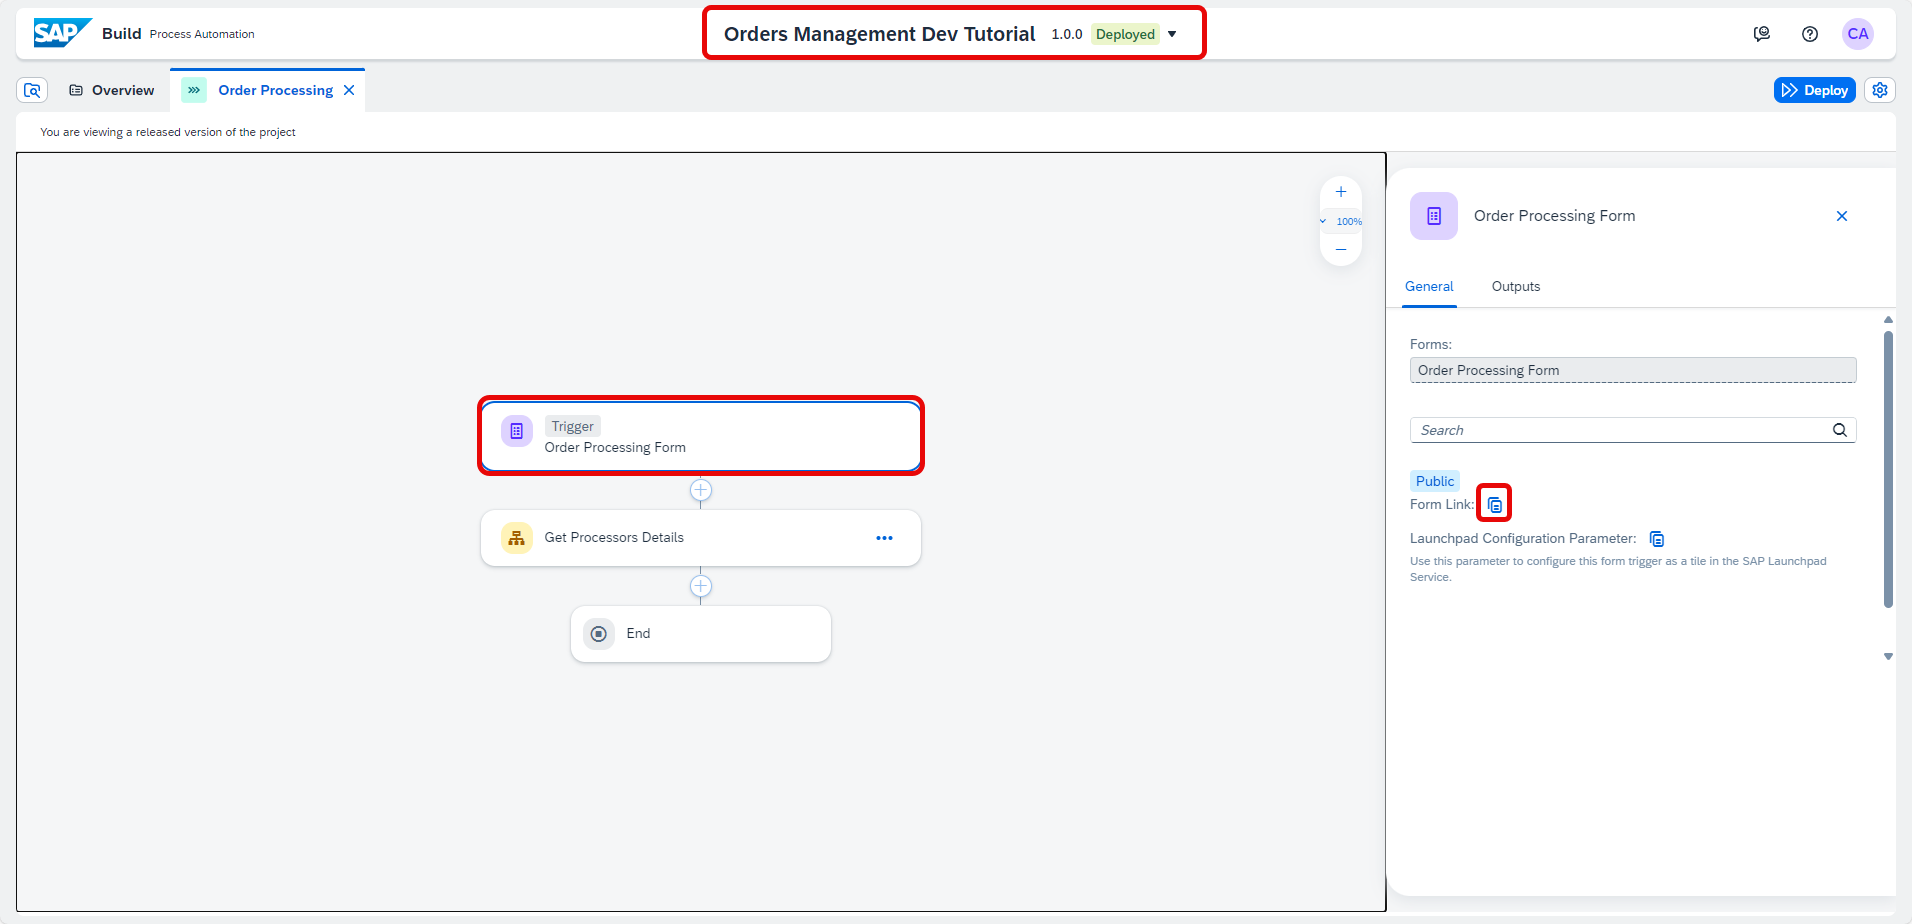 SAP Build Process Automation
Orders Management Dev Tutorial 1.0.0 Deployed
CA
Overview
Order Processing
Deploy
You are viewing a released version of the project
100%
Trigger
Order Processing Form
Get Processors Details
End
Order Processing Form
General Outputs
Forms:
Order Processing Form
Search
Public
Form Link:
Launchpad Configuration Parameter:
Use this parameter to configure this form trigger as a tile in the SAP Launchpad
Service.